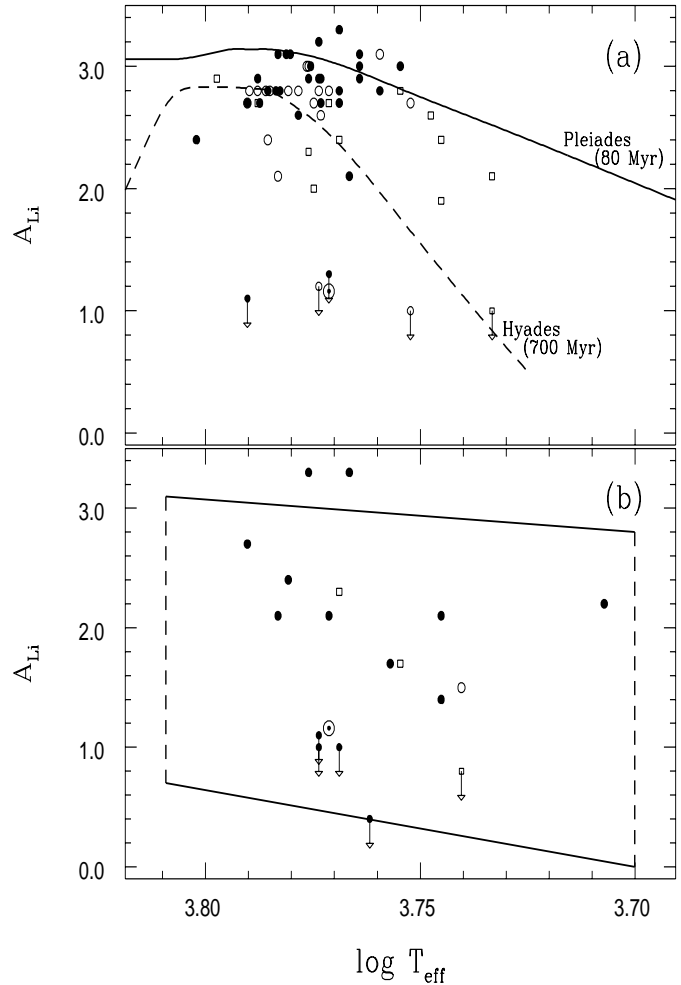 (a)
3.0
2.0
1.0
0.0
A_Li
Pleiades
(80 Myr)
Hyades
(700 Myr)
(b)
3.0
2.0
1.0
0.0
A_Li
3.80 3.75 3.70
log T_eff